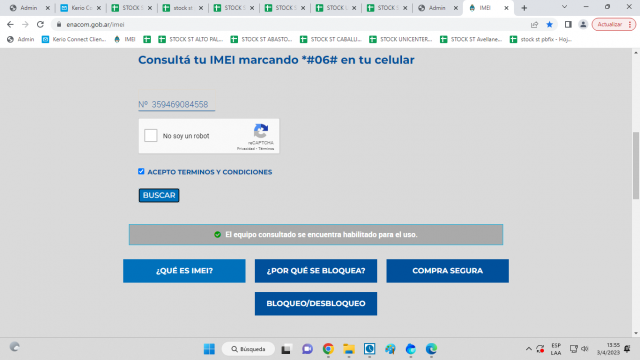 Admin
Kerio Connect
STOCK S
stock st
STOCK S
STOCK S
STOCK S
STOCK S
STOCK S
Admin
IMEI
enacom.gob.ar/imei
Actualizar
Admin
Kerio Connect Clien...
IMEI
STOCK ST ALTO PAL...
STOCK ST ABASTO...
STOCK ST CABALLI...
STOCK UNICENTER...
STOCK ST Avellane...
stock st pbfix - Hoj...
Consultá tu IMEI marcando *#06# en tu celular
Nº 359469084558
No soy un robot
reCAPTCHA
Privacidad - Términos
ACEPTO TERMINOS Y CONDICIONES
BUSCAR
El equipo consultado se encuentra habilitado para el uso.
¿QUÉ ES IMEI?
¿POR QUÉ SE BLOQUEA?
COMPRA SEGURA
BLOQUEO/DESBLOQUEO
Búsqueda
ESP
LAA
13:55
3/4/2023